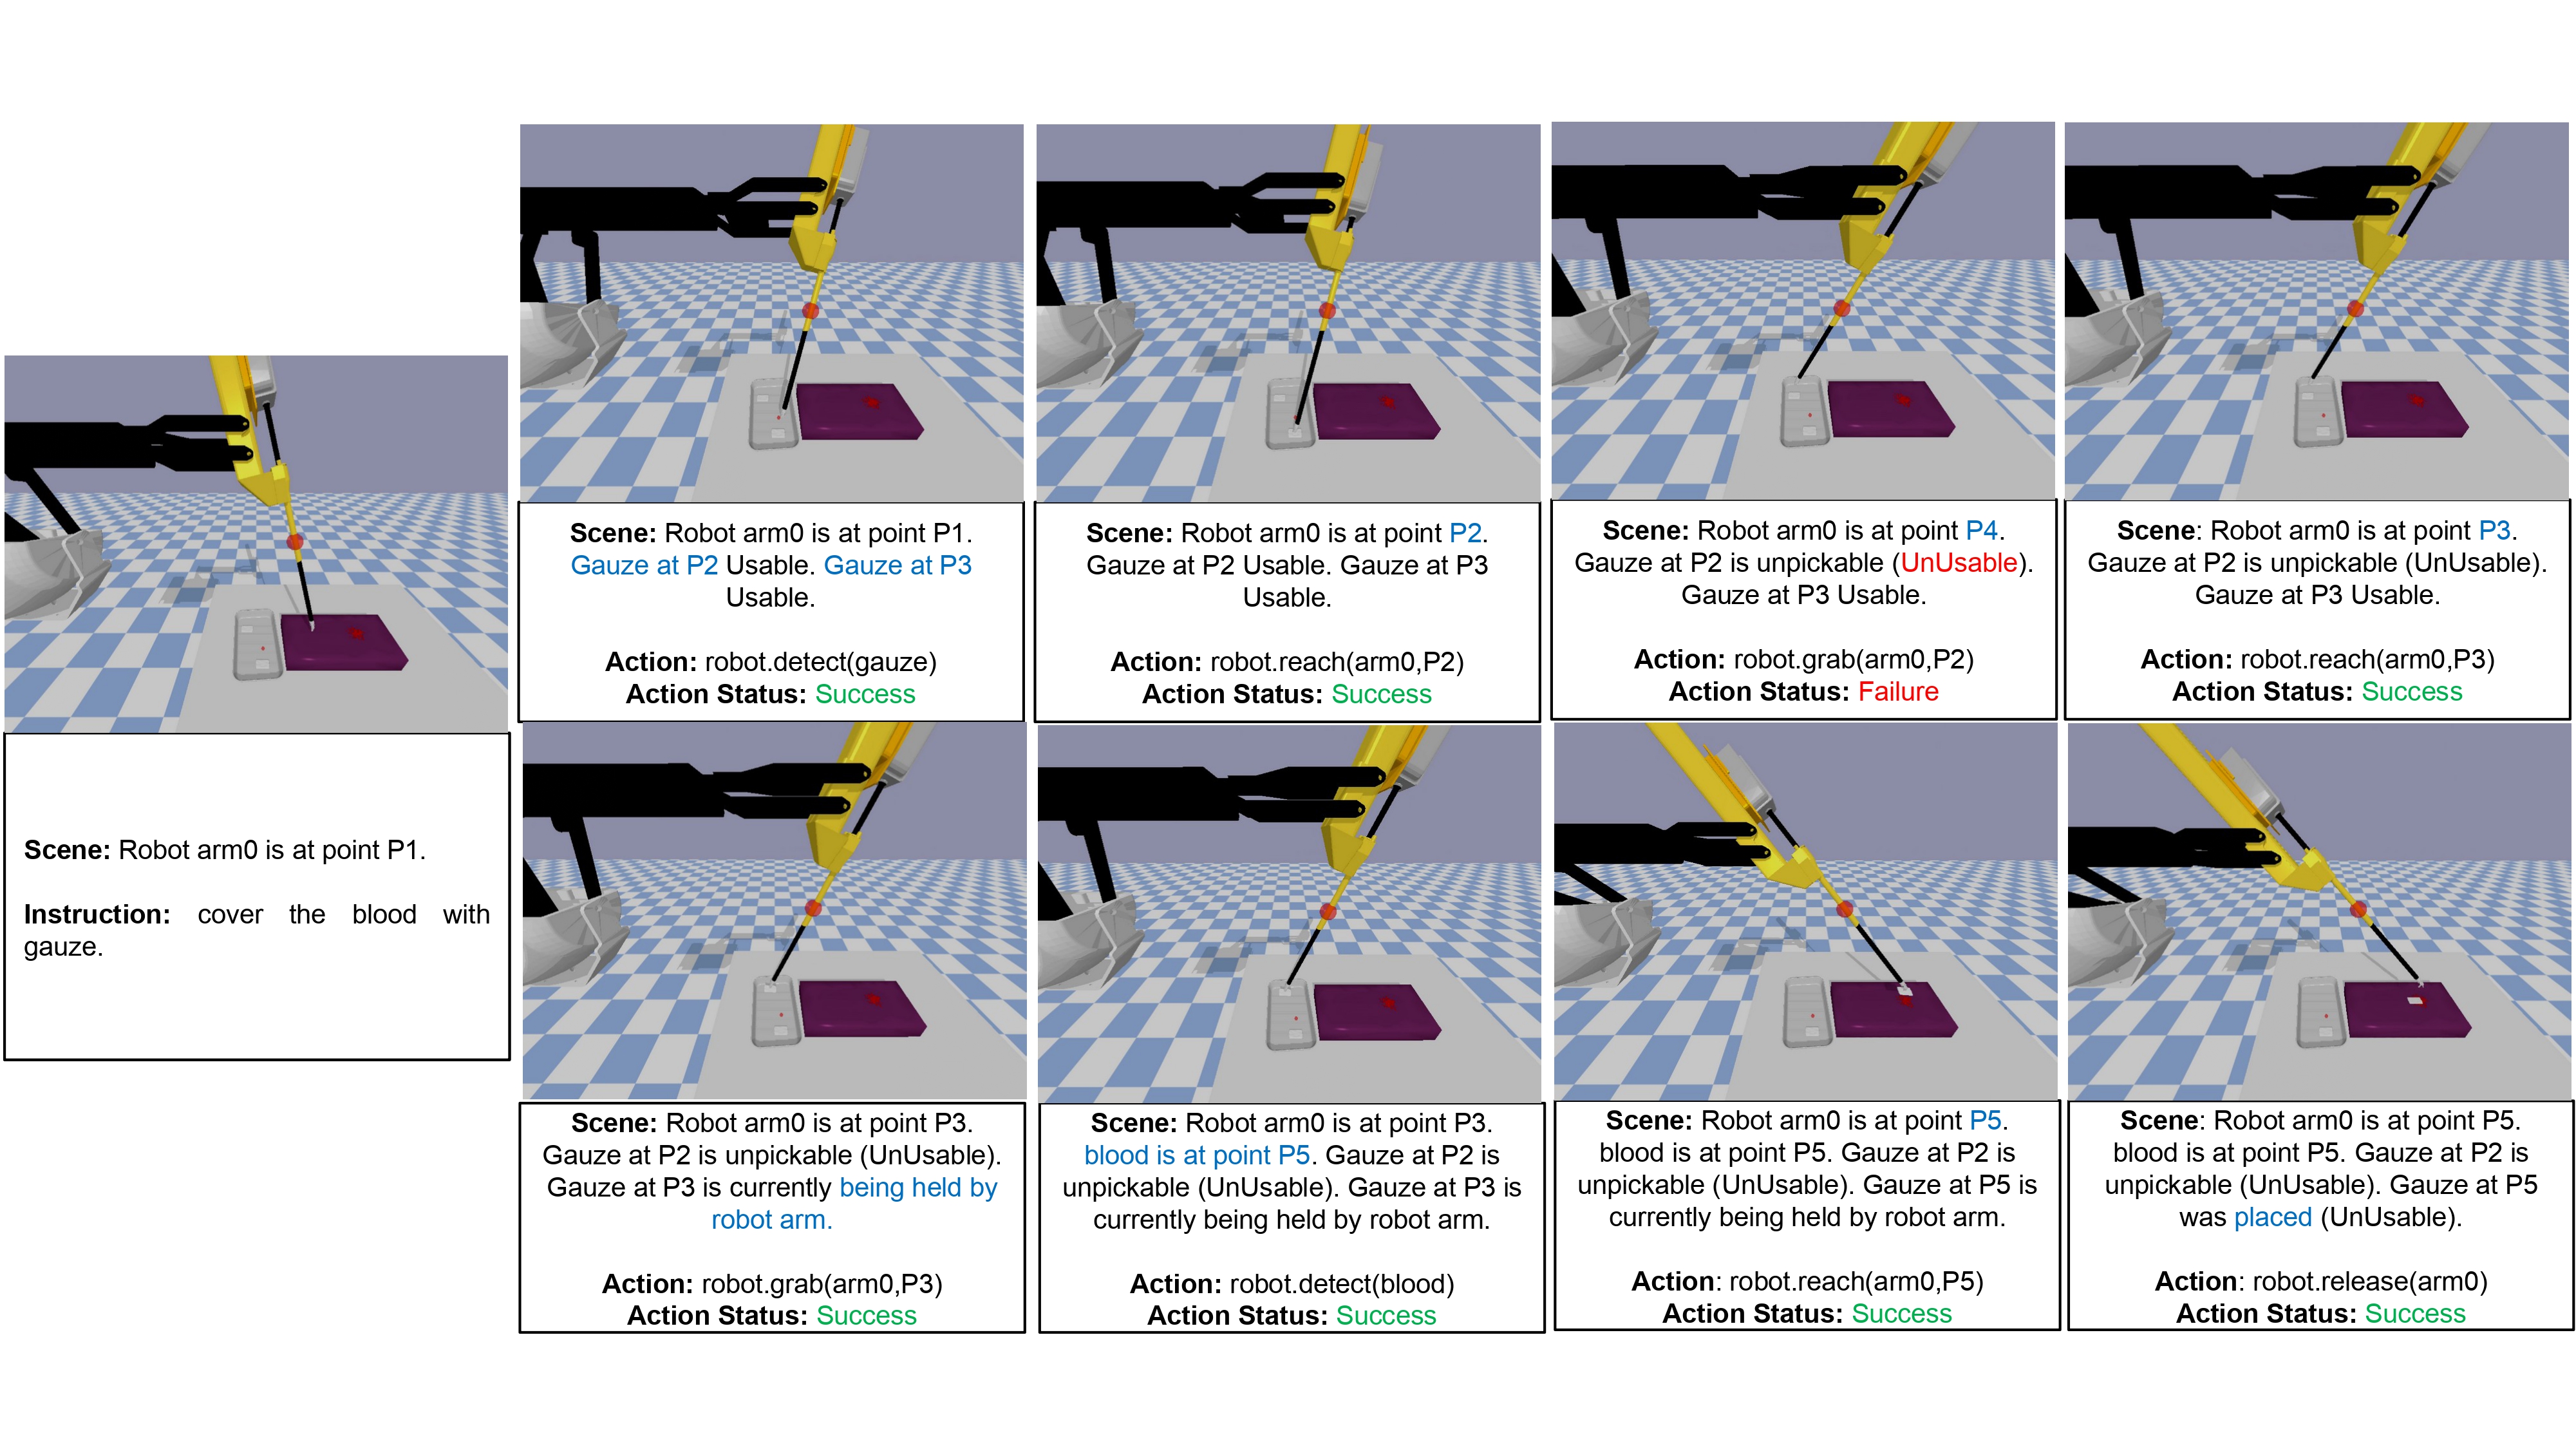 Scene: Robot arm0 is at point P1.
Instruction: cover the blood with
gauze.
Scene: Robot arm0 is at point P1.
Gauze at P2 Usable. Gauze at P3
Usable.
Action: robot.detect(gauze)
Action Status: Success
Scene: Robot arm0 is at point P2.
Gauze at P2 Usable. Gauze at P3
Usable.
Action: robot.reach(arm0,P2)
Action Status: Success
Scene: Robot arm0 is at point P4.
Gauze at P2 is unpickable (UnUsable).
Gauze at P3 Usable.
Action: robot.grab(arm0,P2)
Action Status: Failure
Scene: Robot arm0 is at point P3.
Gauze at P2 is unpickable (UnUsable).
Gauze at P3 Usable.
Action: robot.reach(arm0,P3)
Action Status: Success
Scene: Robot arm0 is at point P3.
Gauze at P2 is unpickable (UnUsable).
Gauze at P3 is currently being held by
robot arm.
Action: robot.grab(arm0,P3)
Action Status: Success
Scene: Robot arm0 is at point P3.
blood is at point P5. Gauze at P2 is
unpickable (UnUsable). Gauze at P3 is
currently being held by robot arm.
Action: robot.detect(blood)
Action Status: Success
Scene: Robot arm0 is at point P5.
blood is at point P5. Gauze at P2 is
unpickable (UnUsable). Gauze at P5 is
currently being held by robot arm.
Action: robot.reach(arm0,P5)
Action Status: Success
Scene: Robot arm0 is at point P5.
blood is at point P5. Gauze at P2 is
unpickable (UnUsable). Gauze at P5
was placed (UnUsable).
Action: robot.release(arm0)
Action Status: Success